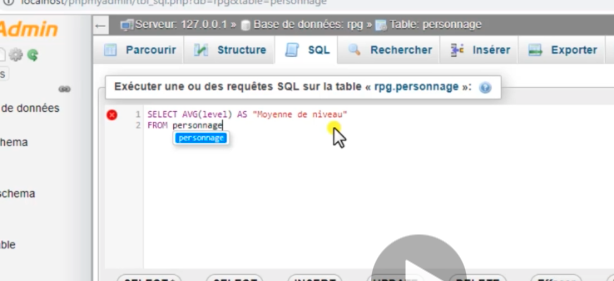 localhost/phpmyadmin/tbl_sql.php?db=rpg&table=personnage
Admin
Serveur: 127.0.0.1 » Base de données: rpg » Table: personnage
Parcourir Structure SQL Rechercher Insérer Exporter
s
Exécuter une ou des requêtes SQL sur la table « rpg.personnage »:
de données
1 SELECT AVG(level) AS "Moyenne de niveau"
2 FROM personnage
personnage
hema
schema
ble